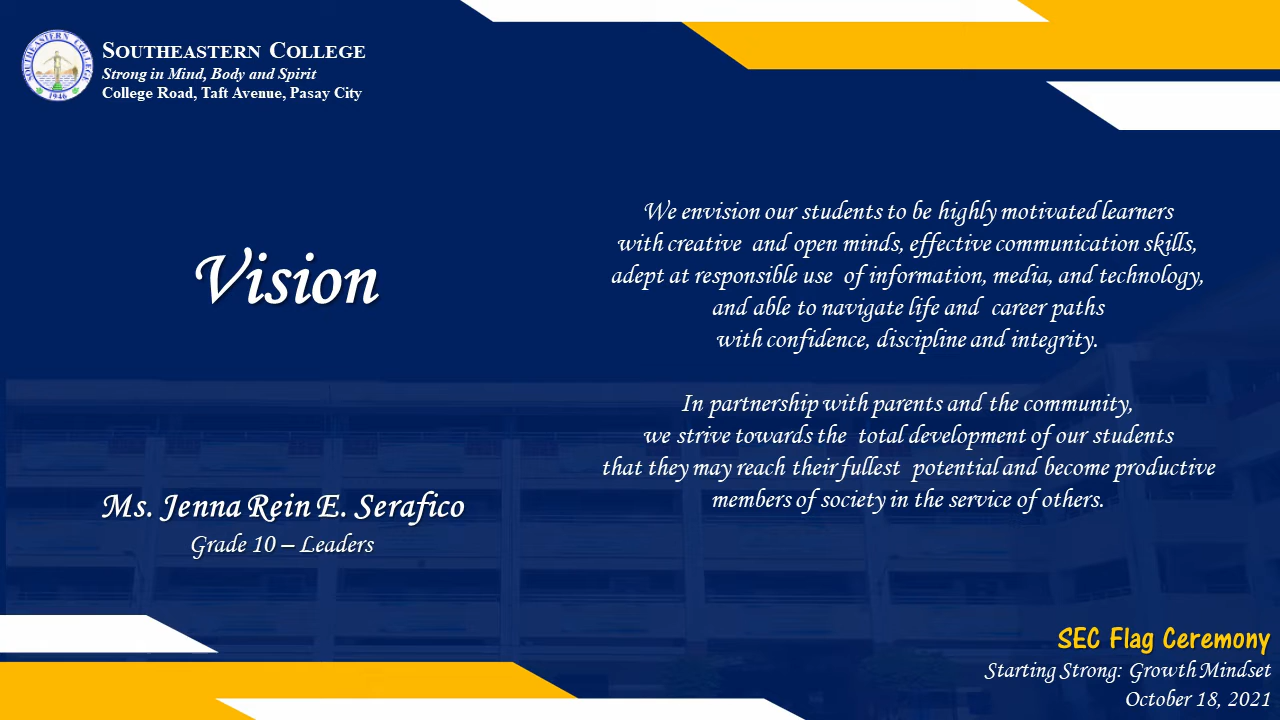 SOUTHEASTERN COLLEGE
1946
SOUTHEASTERN COLLEGE
Strong in Mind, Body and Spirit
College Road, Taft Avenue, Pasay City
Vision
Ms. Jenna Rein E. Serafico
Grade 10 – Leaders
We envision our students to be highly motivated learners
with creative and open minds, effective communication skills,
adept at responsible use of information, media, and technology,
and able to navigate life and career paths
with confidence, discipline and integrity.
In partnership with parents and the community,
we strive towards the total development of our students
that they may reach their fullest potential and become productive
members of society in the service of others.
SEC Flag Ceremony
Starting Strong: Growth Mindset
October 18, 2021